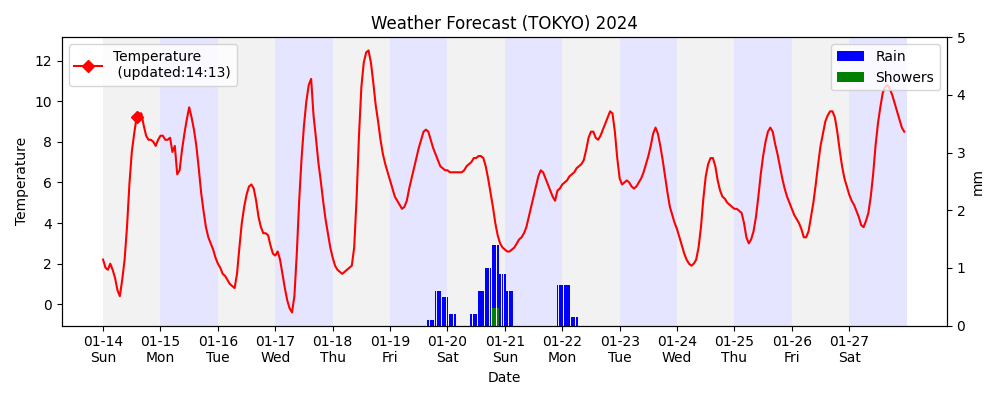 Weather Forecast (TOKYO) 2024
Temperature
(updated:14:13)
Rain
Showers
Temperature
12
10
8
6
4
2
0
5
4
3
2
1
0
mm
01-14 01-15 01-16 01-17 01-18 01-19 01-20 01-21 01-22 01-23 01-24 01-25 01-26 01-27
Sun Mon Tue Wed Thu Fri Sat Sun Mon Tue Wed Thu Fri Sat
Date